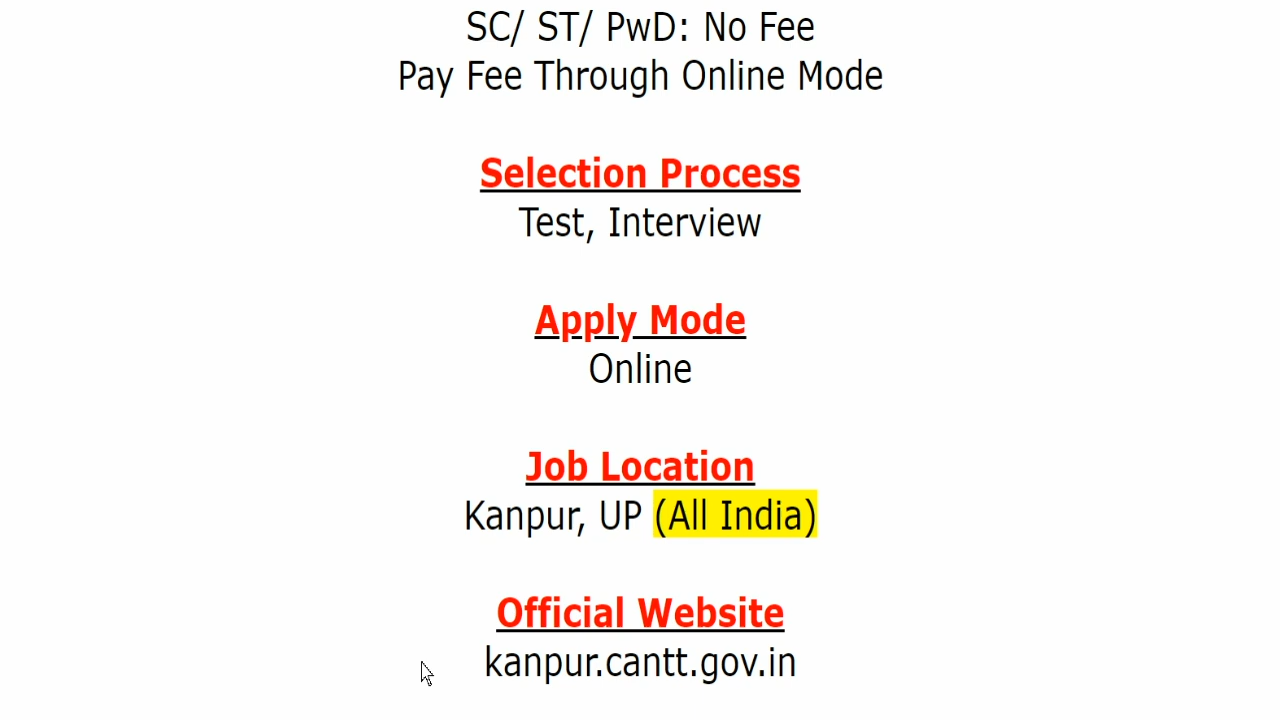 SC/ ST/ PwD: No Fee
Pay Fee Through Online Mode
Selection Process
Test, Interview
Apply Mode
Online
Job Location
Kanpur, UP (All India)
Official Website
kanpur.cantt.gov.in